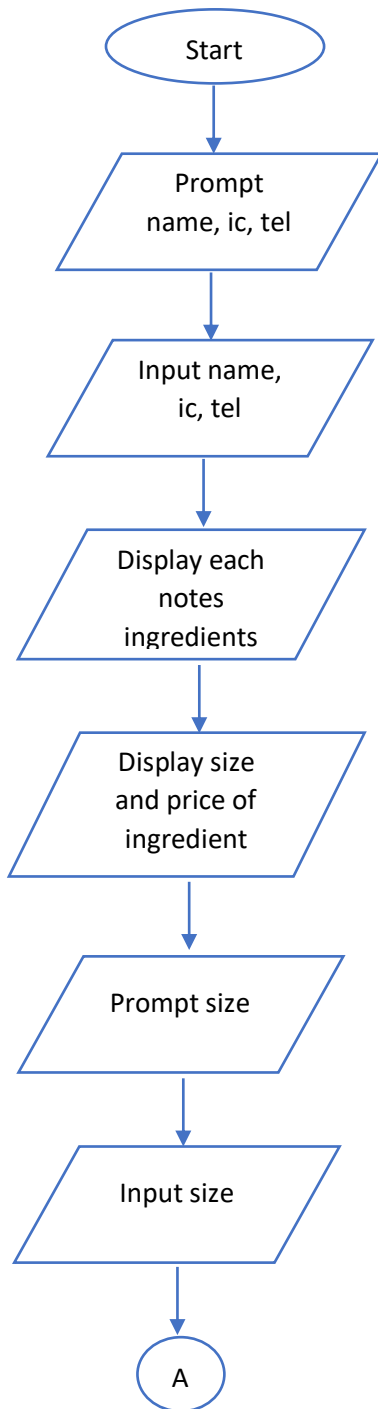 Start
Prompt
name, ic, tel
Input name,
ic, tel
Display each
notes
ingredients
Display size
and price of
ingredient
Prompt size
Input size
A